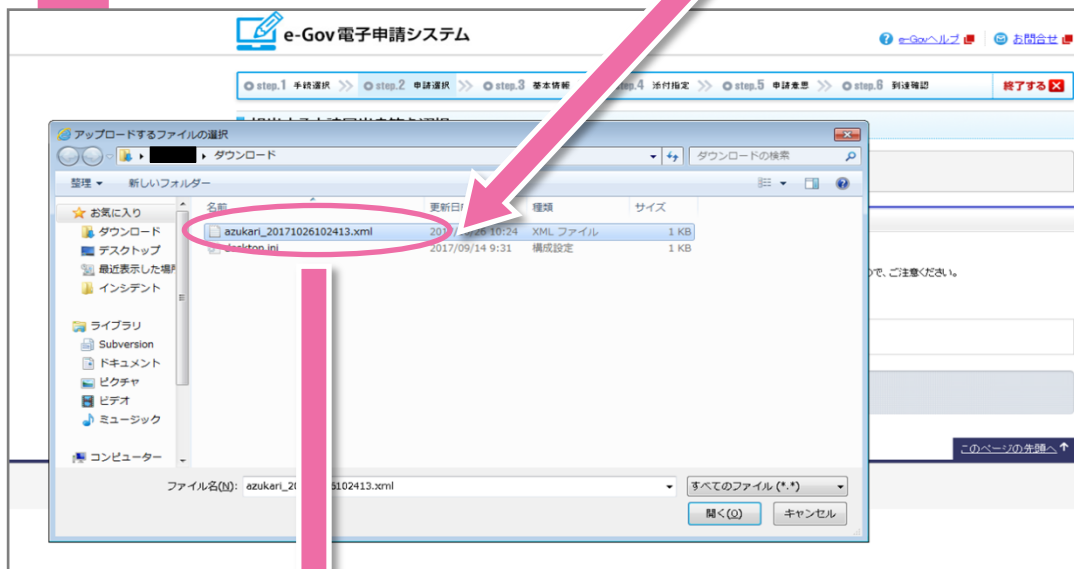 e-Gov電子申請システム
e-Govヘルプ お問合せ
step.1 手続選択 step.2 申請選択 step.3 基本情報 step.4 添付指定 step.5 申請意思 step.6 到達確認 終了する
アップロードするファイルの選択
ダウンロード ダウンロードの検索
整理 新しいフォルダー
名前 更新日 種類 サイズ
お気に入り
ダウンロード
デスクトップ
最近表示した場所
インシデント
azukari_20171026102413.xml 10:24 XML ファイル 1 KB
desktop.ini 2017/09/14 9:31 構成設定 1 KB
ので、ご注意ください。
ライブラリ
Subversion
ドキュメント
ピクチャ
ビデオ
ミュージック
コンピューター
このページの先頭へ
ファイル名(N): azukari_20 6102413.xml すべてのファイル (*.*)
開く(O) キャンセル